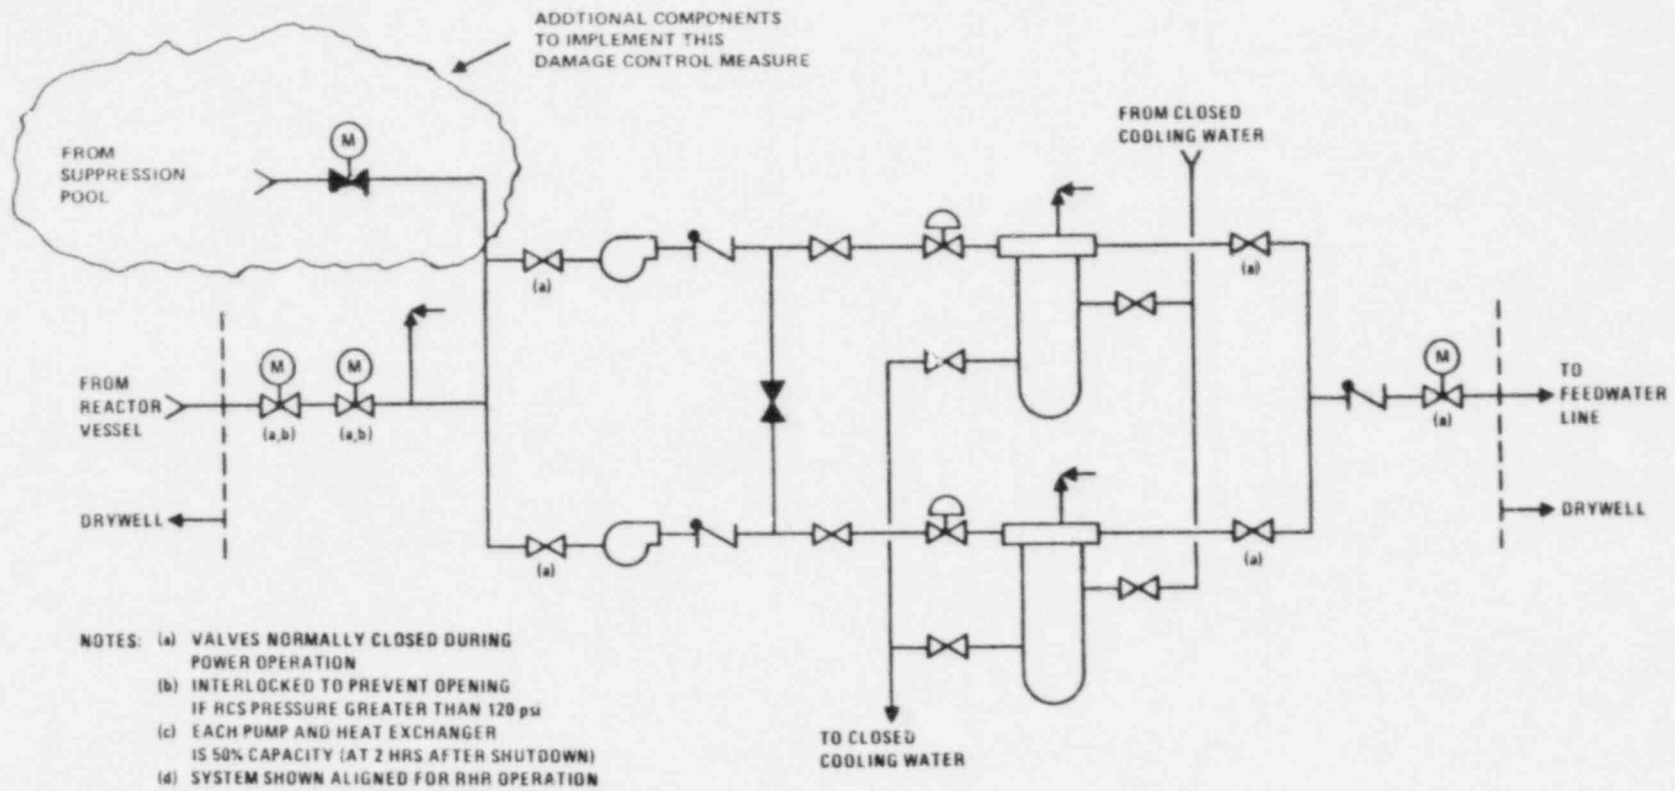 ADDTIONAL COMPONENTS
TO IMPLEMENT THIS
DAMAGE CONTROL MEASURE
FROM CLOSED
COOLING WATER
M
FROM
SUPPRESSION
POOL
(a)
(a)
FROM
REACTOR
VESSEL
M
M
(a,b)
(a,b)
M
(a)
TO
FEEDWATER
LINE
DRYWELL
DRYWELL
(a)
(a)
NOTES: (a) VALVES NORMALLY CLOSED DURING
POWER OPERATION
(b) INTERLOCKED TO PREVENT OPENING
IF RCS PRESSURE GREATER THAN 120 psi
(c) EACH PUMP AND HEAT EXCHANGER
IS 50% CAPACITY (AT 2 HRS AFTER SHUTDOWN)
(d) SYSTEM SHOWN ALIGNED FOR RHR OPERATION
TO CLOSED
COOLING WATER